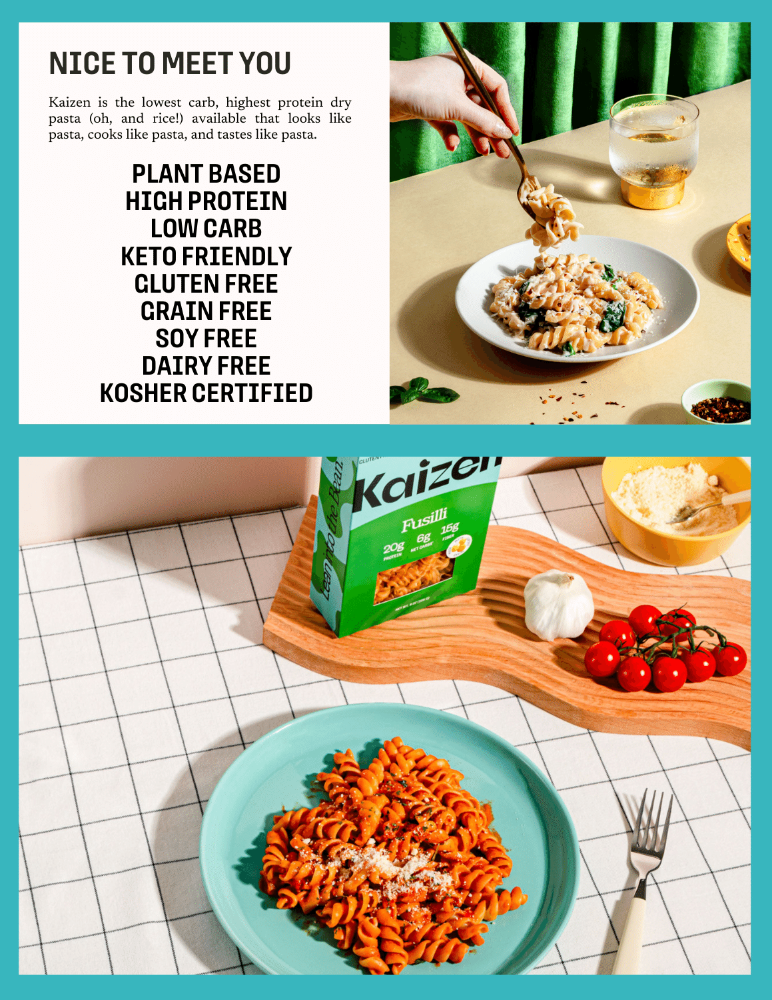 NICE TO MEET YOU
Kaizen is the lowest carb, highest protein dry
pasta (oh, and rice!) available that looks like
pasta, cooks like pasta, and tastes like pasta.
PLANT BASED
HIGH PROTEIN
LOW CARB
KETO FRIENDLY
GLUTEN FREE
GRAIN FREE
SOY FREE
DAIRY FREE
KOSHER CERTIFIED
Kaizen
Lean into the Bean.
Fusilli
20g 6g 15g
PROTEIN NET CARBS* FIBER
NET WT. 8 OZ (226 G)